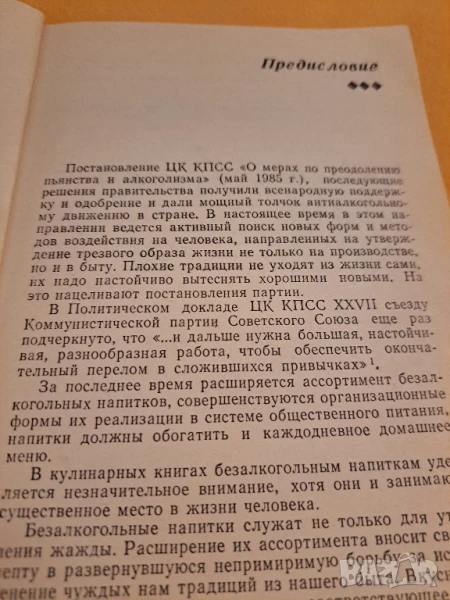 Предисловие
Постановление ЦК КПСС «О мерах по преодолению
пьянства и алкоголизма» (май 1985 г.), последующие
решения правительства получили всенародную поддерж-
ку и одобрение и дали мощный толчок антиалкоголь-
ному движению в стране. В настоящее время в этом на-
правлении ведется активный поиск новых форм и мето-
дов воздействия на человека, направленных на утверж-
дение трезвого образа жизни не только на производстве,
но и в быту. Плохие традиции не уходят из жизни сами,
их надо настойчиво вытеснять хорошими новыми. На
это нацеливают постановления партии.
В Политическом докладе ЦК КПСС XXVII съезду
Коммунистической партии Советского Союза еще раз
подчеркнуто, что «...и дальше нужна большая, настойчи-
вая, разнообразная работа, чтобы обеспечить оконча-
тельный перелом в сложившихся привычках»¹.
За последнее время расширяется ассортимент безал-
когольных напитков, совершенствуются организационные
формы их реализации в системе общественного питания,
напитки должны обогатить и каждодневное домашнее
меню.
В кулинарных книгах безалкогольным напиткам уде-
ляется незначительное внимание, хотя они и занимаю
существенное место в жизни человека.
Безалкогольные напитки служат не только для ут
ления жажды. Расширение их ассортимента вносит св
лепту в развернувшуюся непримиримую борьбу за ис
енение чуждых нам традиций из нашего быта. Вкус